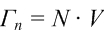 Γₙ = N · V